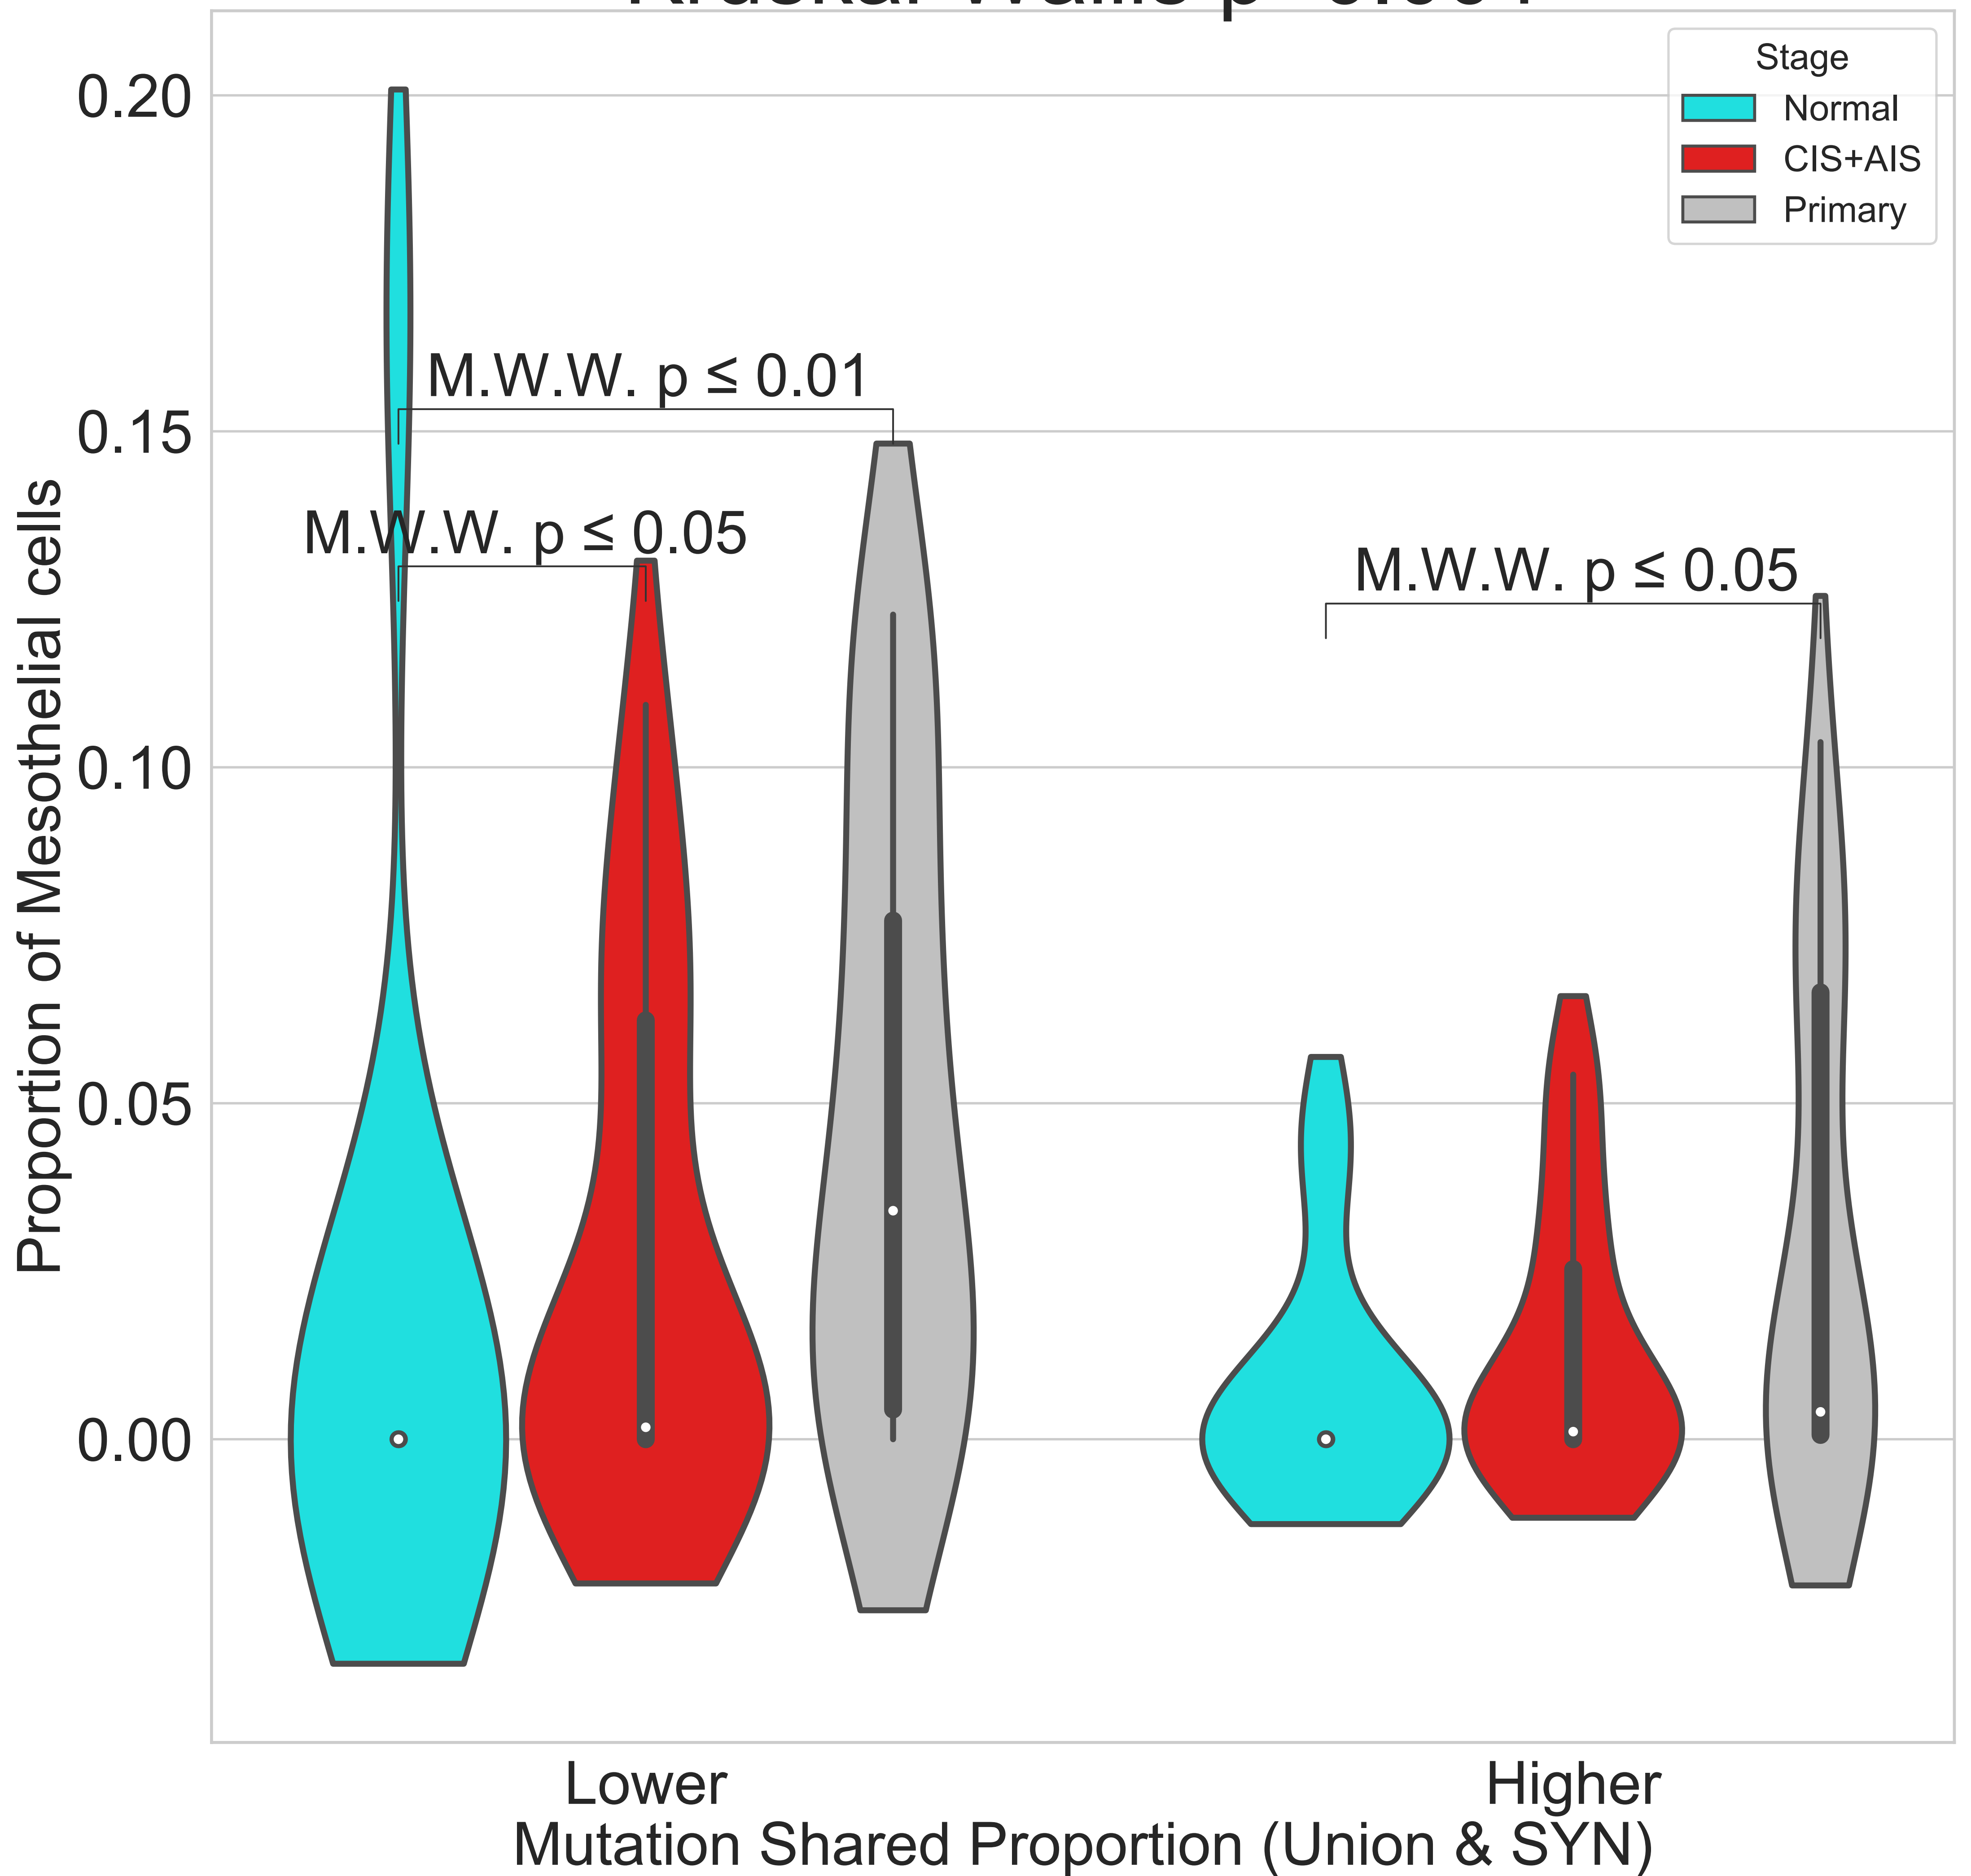 Stage
Normal
CIS+AIS
Primary
0.20
0.15
0.10
0.05
0.00
M.W.W. p ≤ 0.01
M.W.W. p ≤ 0.05
M.W.W. p ≤ 0.05
Proportion of Mesothelial cells
Lower
Higher
Mutation Shared Proportion (Union & SYN)